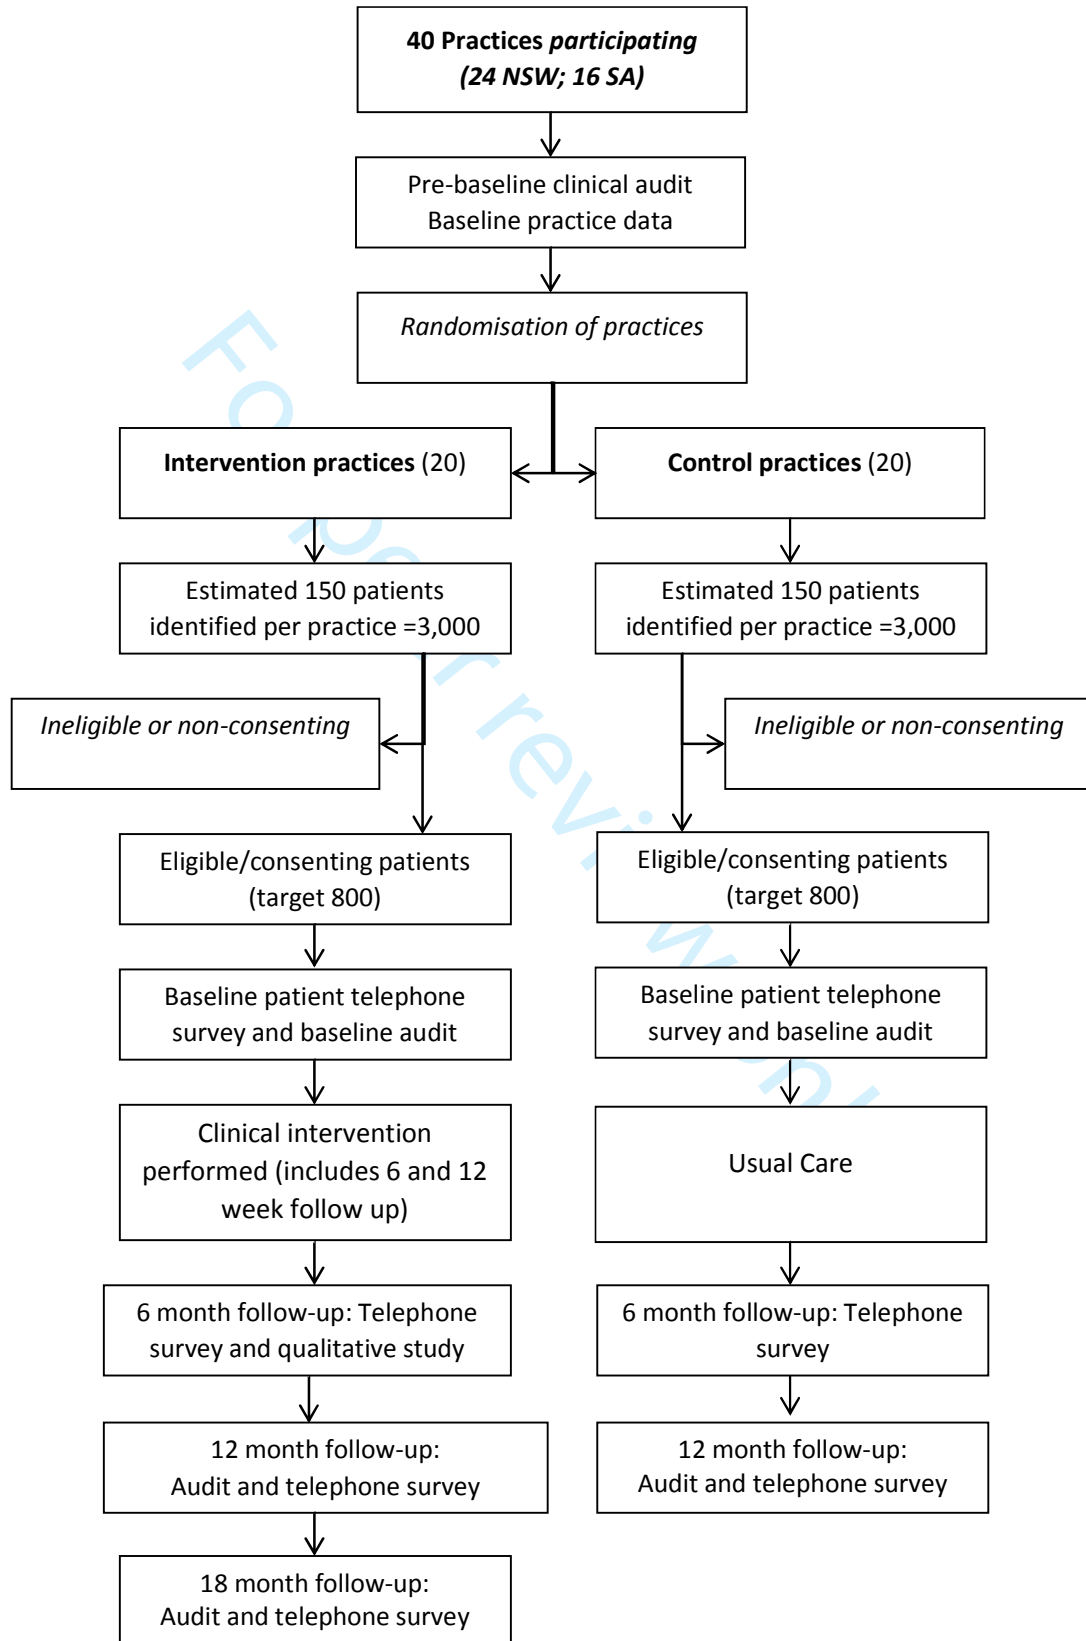 40 Practices participating
(24 NSW; 16 SA)
Pre-baseline clinical audit
Baseline practice data
Randomisation of practices
Intervention practices (20)
Control practices (20)
Estimated 150 patients
identified per practice =3,000
Estimated 150 patients
identified per practice =3,000
Ineligible or non-consenting
Ineligible or non-consenting
Eligible/consenting patients
(target 800)
Eligible/consenting patients
(target 800)
Baseline patient telephone
survey and baseline audit
Baseline patient telephone
survey and baseline audit
Clinical intervention
performed (includes 6 and 12
week follow up)
Usual Care
6 month follow-up: Telephone
survey and qualitative study
6 month follow-up: Telephone
survey
12 month follow-up:
Audit and telephone survey
12 month follow-up:
Audit and telephone survey
18 month follow-up:
Audit and telephone survey
For peer review only